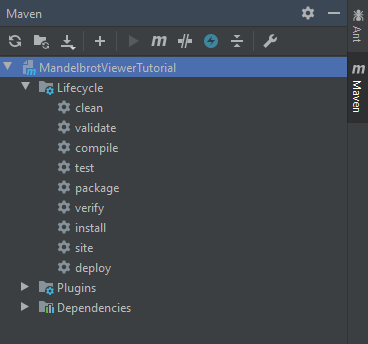 Maven
MandelbrotViewerTutorial
Lifecycle
clean
validate
compile
test
package
verify
install
site
deploy
Plugins
Dependencies
Ant
m Maven